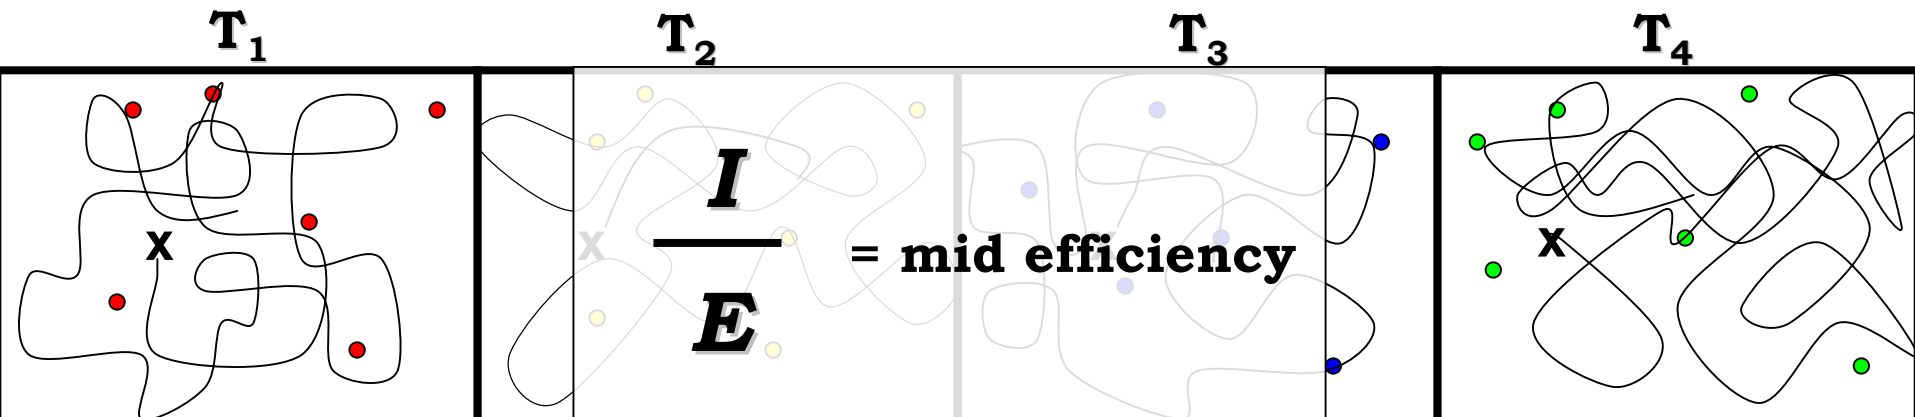 T1 T2 T3 T4
X X X X
I
E
= mid efficiency